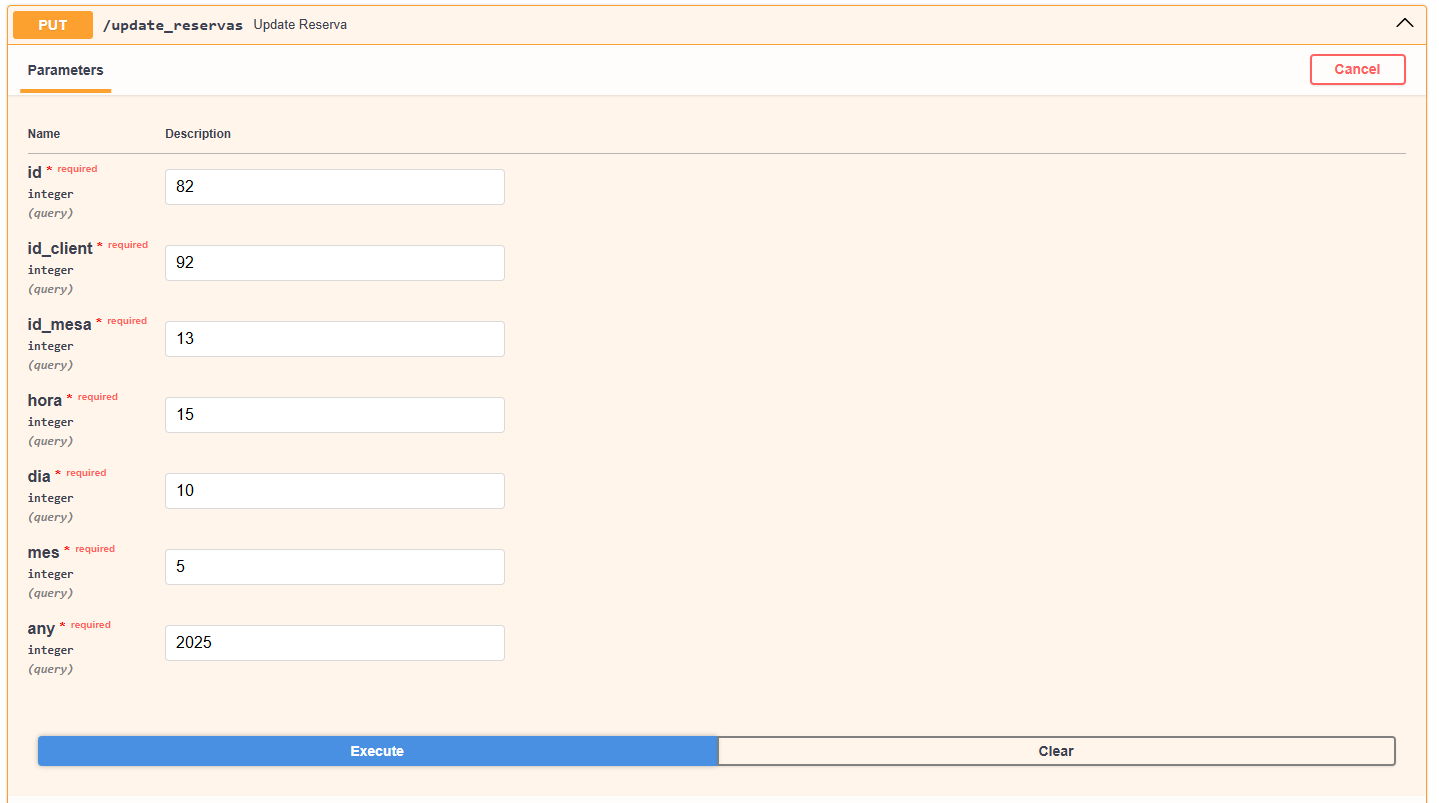 PUT /update_reservas Update Reserva
Parameters Cancel
Name Description
id * required
integer
(query)
82
id_client * required
integer
(query)
92
id_mesa * required
integer
(query)
13
hora * required
integer
(query)
15
dia * required
integer
(query)
10
mes * required
integer
(query)
5
any * required
integer
(query)
2025
Execute Clear